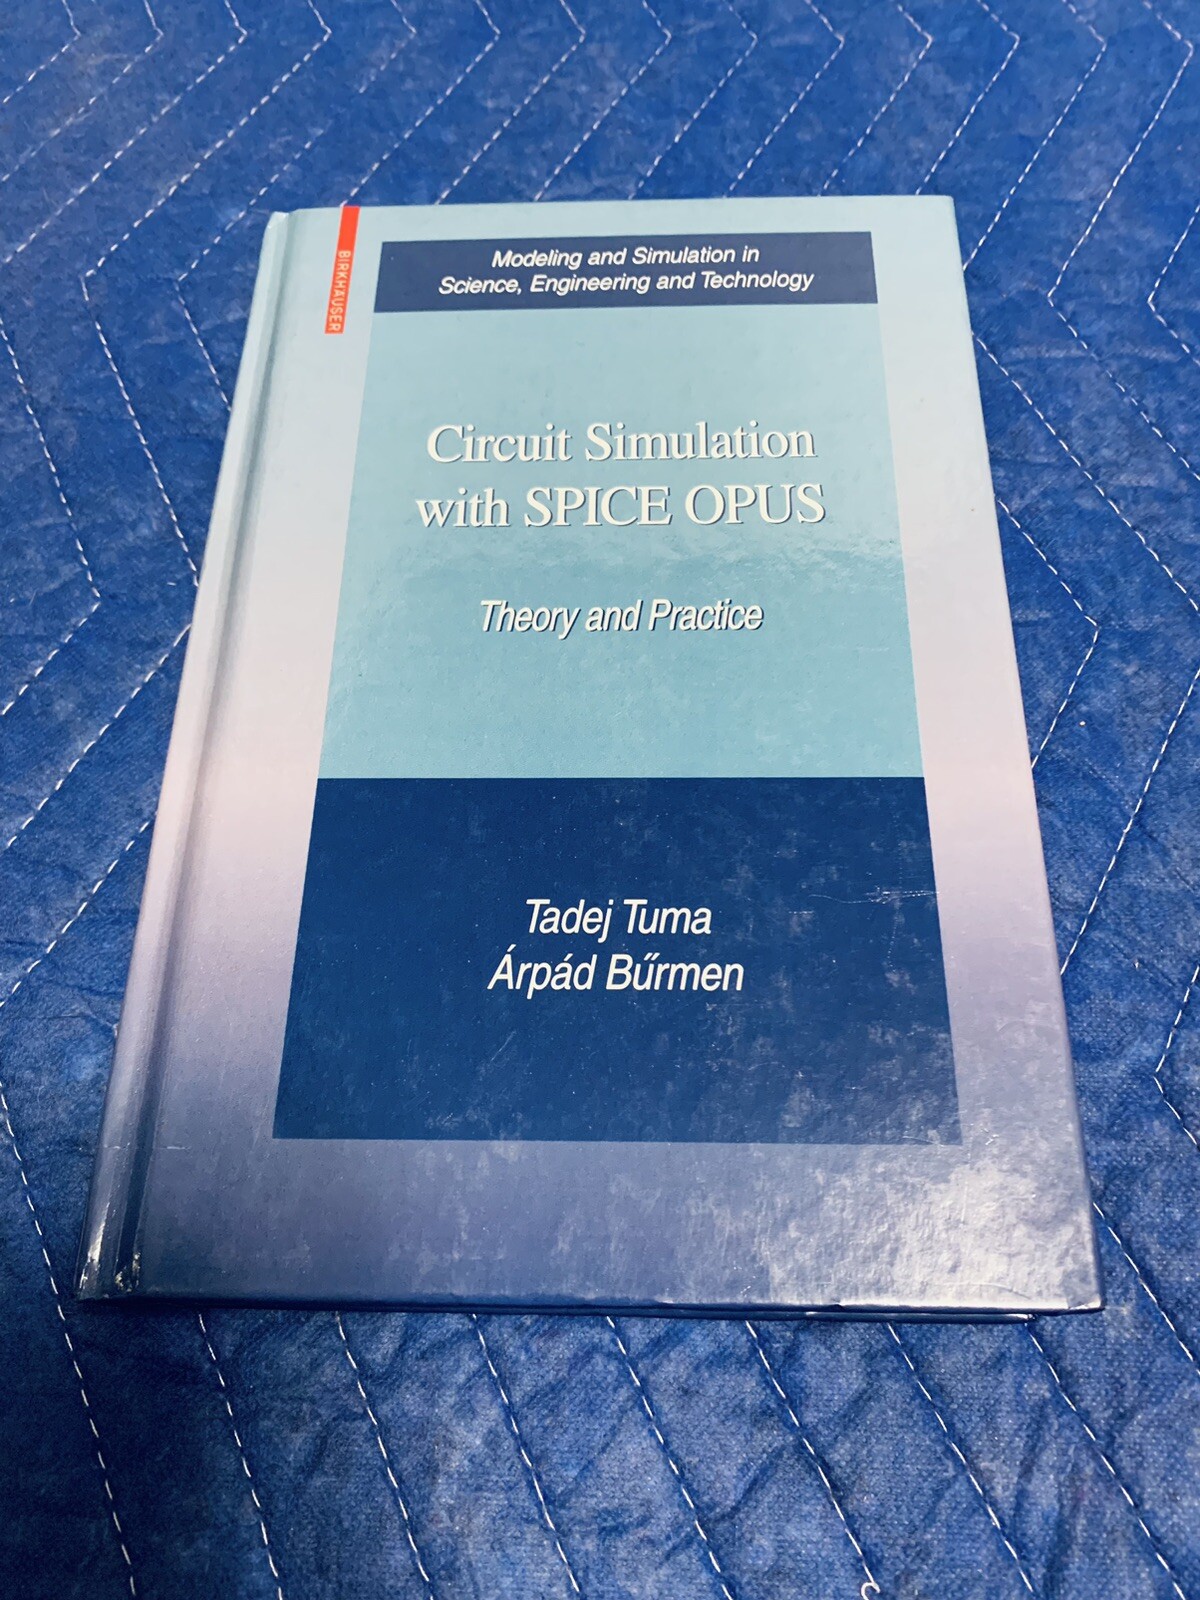 BIRKHÄUSER
Modeling and Simulation in
Science, Engineering and Technology
Circuit Simulation
with SPICE OPUS
Theory and Practice
Tadej Tuma
Árpád Bűrmen